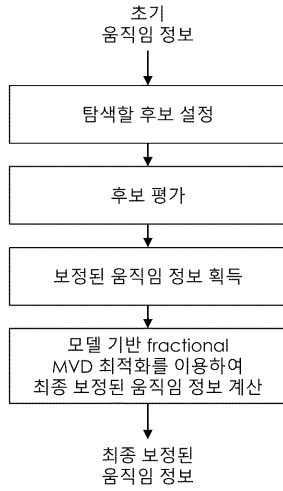 초기
움직임 정보
탐색할 후보 설정
후보 평가
보정된 움직임 정보 획득
모델 기반 fractional
MVD 최적화를 이용하여
최종 보정된 움직임 정보 계산
최종 보정된
움직임 정보